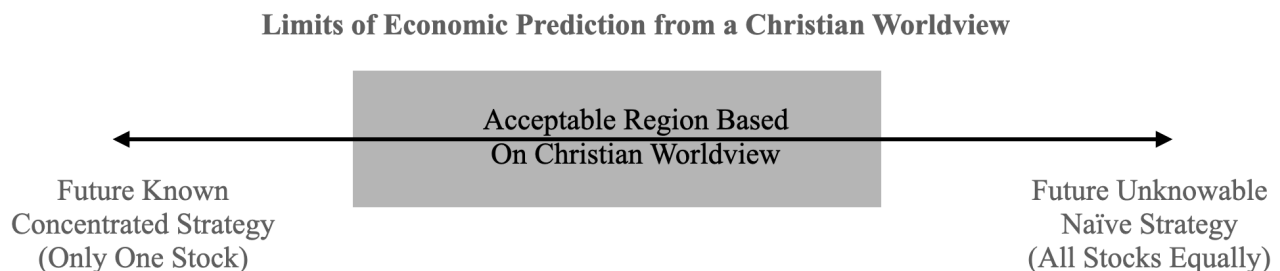 Limits of Economic Prediction from a Christian Worldview
Acceptable Region Based
On Christian Worldview
Future Known
Concentrated Strategy
(Only One Stock)
Future Unknowable
Naïve Strategy
(All Stocks Equally)